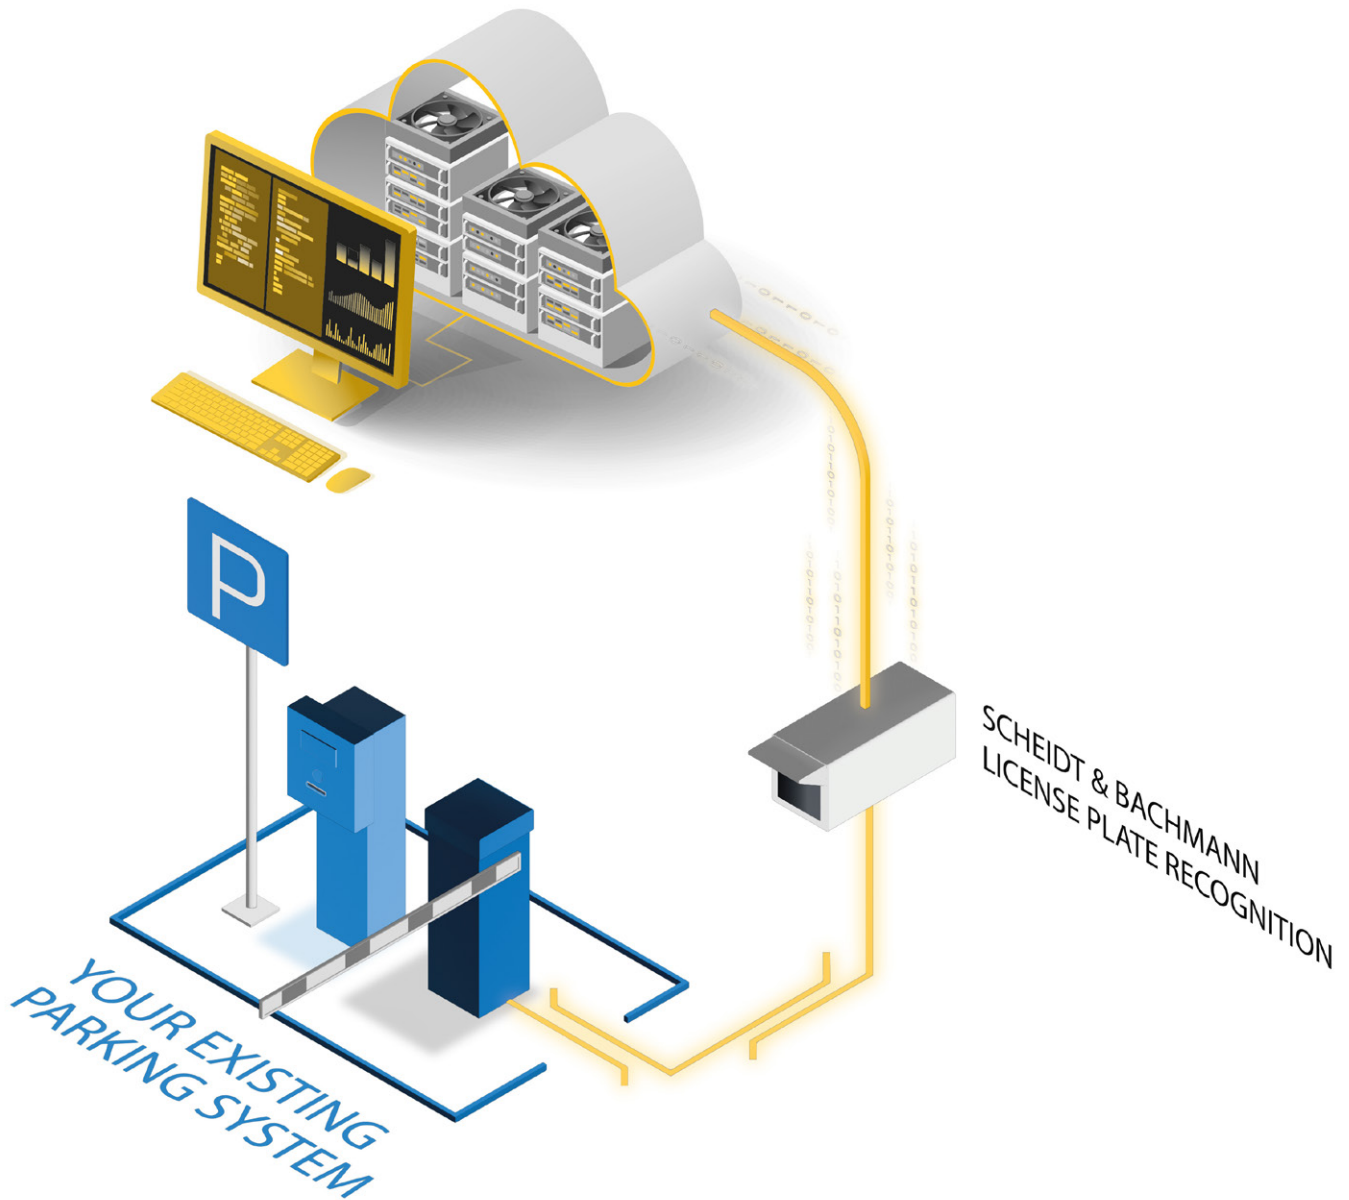 P
SCHEIDT & BACHMANN
LICENSE PLATE RECOGNITION
YOUR EXISTING
PARKING SYSTEM